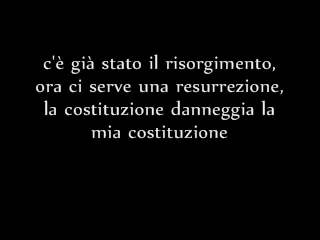 c'è già stato il risorgimento,
ora ci serve una resurrezione,
la costituzione danneggia la
mia costituzione